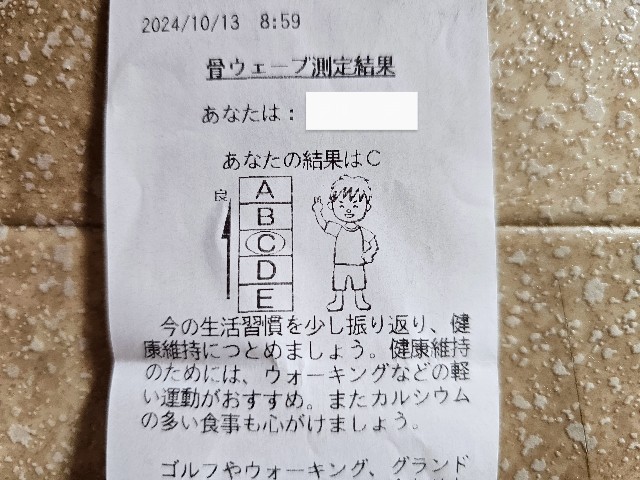 2024/10/13 8:59
骨ウェーブ測定結果
あなたは：
あなたの結果はC
良
A
B
C
D
E
今の生活習慣を少し振り返り、健
康維持につとめましょう。健康維持
のためには、ウォーキングなどの軽
い運動がおすすめ。またカルシウム
の多い食事も心がけましょう。
ゴルフやウォーキング、グランド